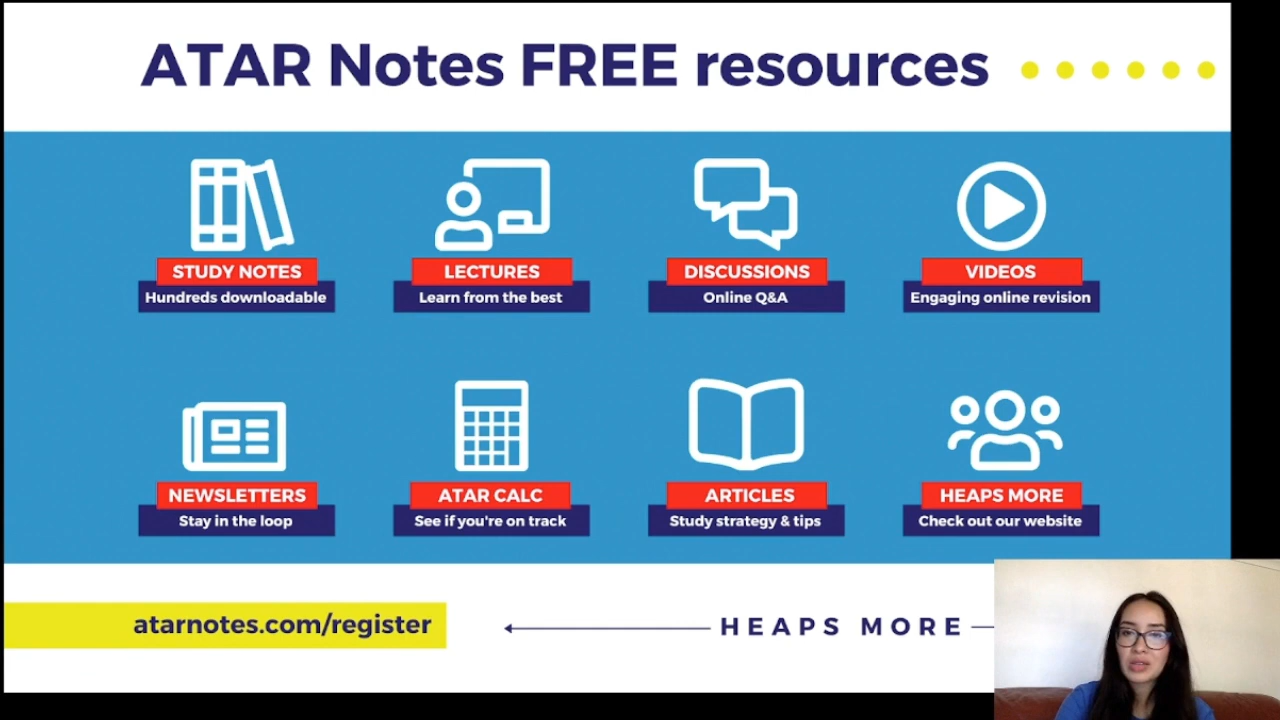 ATAR Notes FREE resources
STUDY NOTES
Hundreds downloadable
LECTURES
Learn from the best
DISCUSSIONS
Online Q&A
VIDEOS
Engaging online revision
NEWSLETTERS
Stay in the loop
ATAR CALC
See if you're on track
ARTICLES
Study strategy & tips
HEAPS MORE
Check out our website
atarnotes.com/register
HEAPS MORE